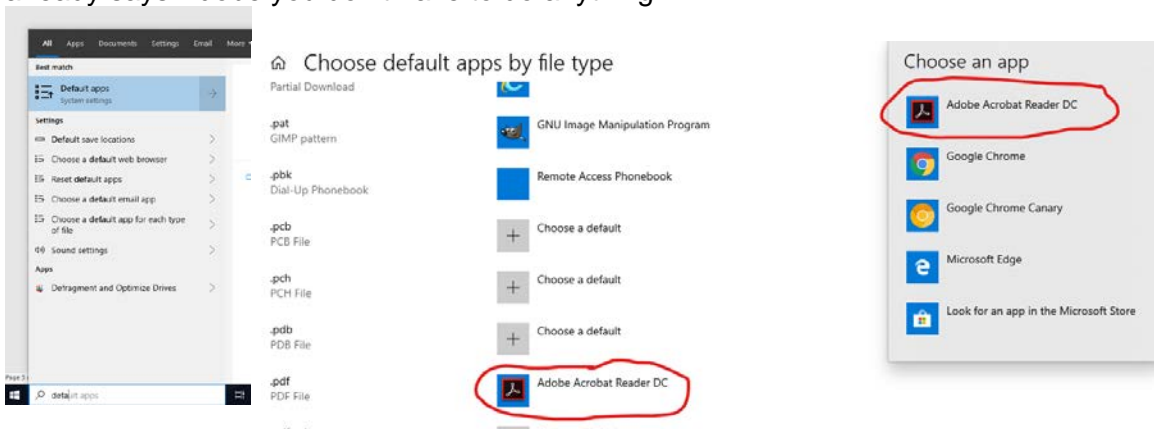 All Apps Documents Settings Email More
Best match
Default apps
System settings
Settings
Default save locations
Choose a default web browser
Reset default apps
Choose a default email app
Choose a default app for each type
of file
Sound settings
Apps
Defragment and Optimize Drives
default apps
Choose default apps by file type
Partial Download
.pat
GIMP pattern
GNU Image Manipulation Program
.pbk
Dial-Up Phonebook
Remote Access Phonebook
.pcb
PCB File
Choose a default
.pch
PCH File
Choose a default
.pdb
PDB File
Choose a default
.pdf
PDF File
Adobe Acrobat Reader DC
Choose an app
Adobe Acrobat Reader DC
Google Chrome
Google Chrome Canary
Microsoft Edge
Look for an app in the Microsoft Store